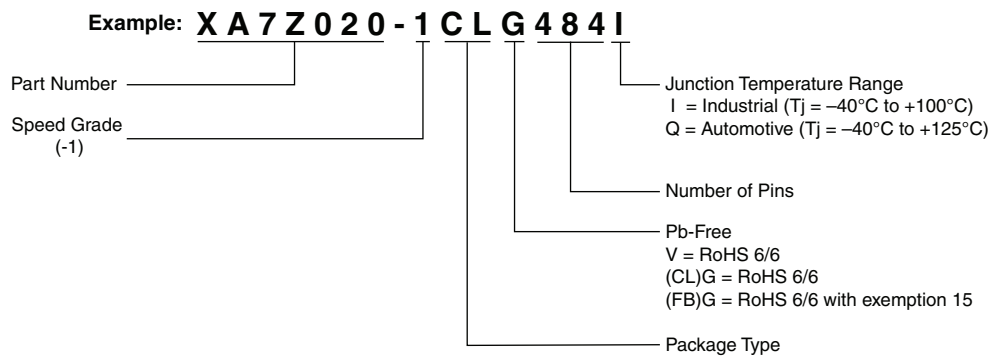 Example: XA7Z020-1CLG484I
Part Number
Speed Grade
(-1)
Junction Temperature Range
I = Industrial (Tj = –40°C to +100°C)
Q = Automotive (Tj = –40°C to +125°C)
Number of Pins
Pb-Free
V = RoHS 6/6
(CL)G = RoHS 6/6
(FB)G = RoHS 6/6 with exemption 15
Package Type